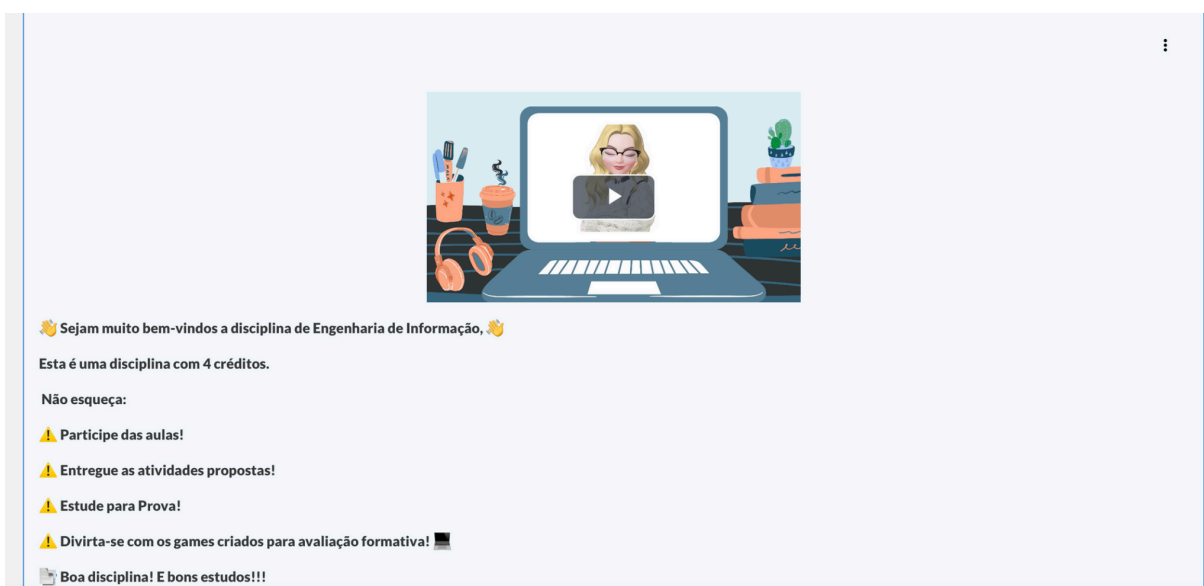 👋 Sejam muito bem-vindos a disciplina de Engenharia de Informação, 👋
Esta é uma disciplina com 4 créditos.
Não esqueça:
⚠️ Participe das aulas!
⚠️ Entregue as atividades propostas!
⚠️ Estude para Prova!
⚠️ Divirta-se com os games criados para avaliação formativa! 💻
📑 Boa disciplina! E bons estudos!!!